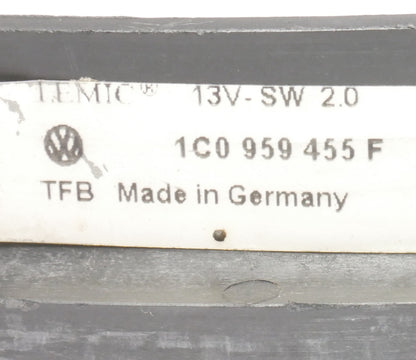 TEMIC® 13V-SW 2.0
1C0 959 455 F
TFB Made in Germany